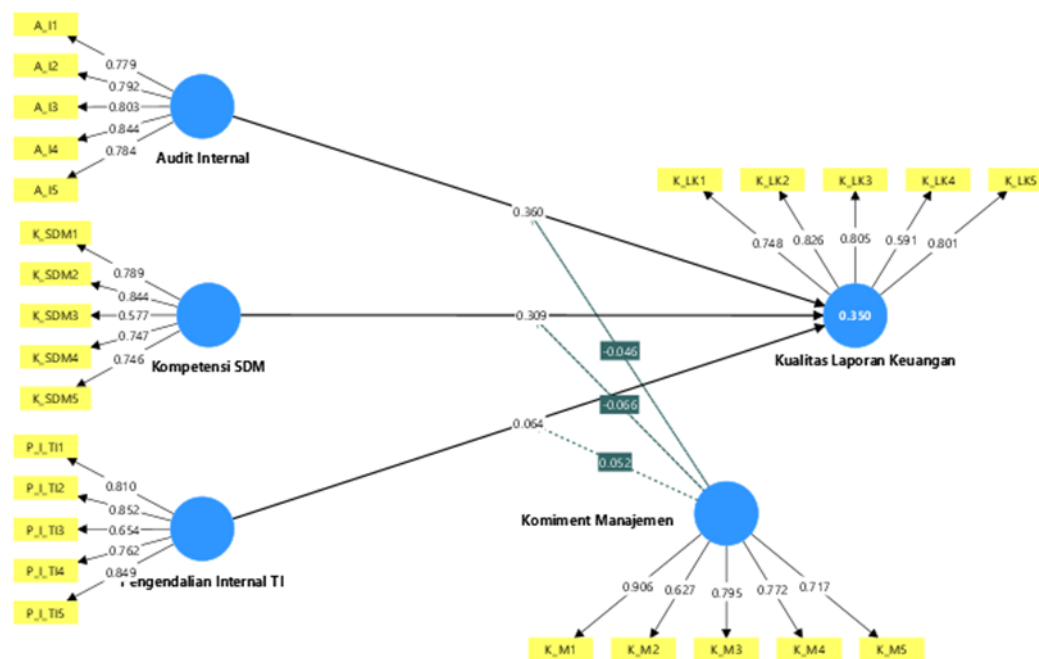 A_I1
A_I2
A_I3
A_I4
A_I5
0.779
0.792
0.803
0.844
0.784
Audit Internal
K_SDM1
K_SDM2
K_SDM3
K_SDM4
K_SDM5
0.789
0.844
0.577
0.747
0.746
Kompetensi SDM
P_I_TI1
P_I_TI2
P_I_TI3
P_I_TI4
P_I_TI5
0.810
0.852
0.654
0.762
0.849
engendalian Internal TI
0.360
0.309
0.064
-0.046
-0.066
0.052
K_LK1
K_LK2
K_LK3
K_LK4
K_LK5
0.748
0.826
0.805
0.591
0.801
0.350
Kualitas Laporan Keuangan
Komiment Manajemen
0.906
0.627
0.795
0.772
0.717
K_M1
K_M2
K_M3
K_M4
K_M5